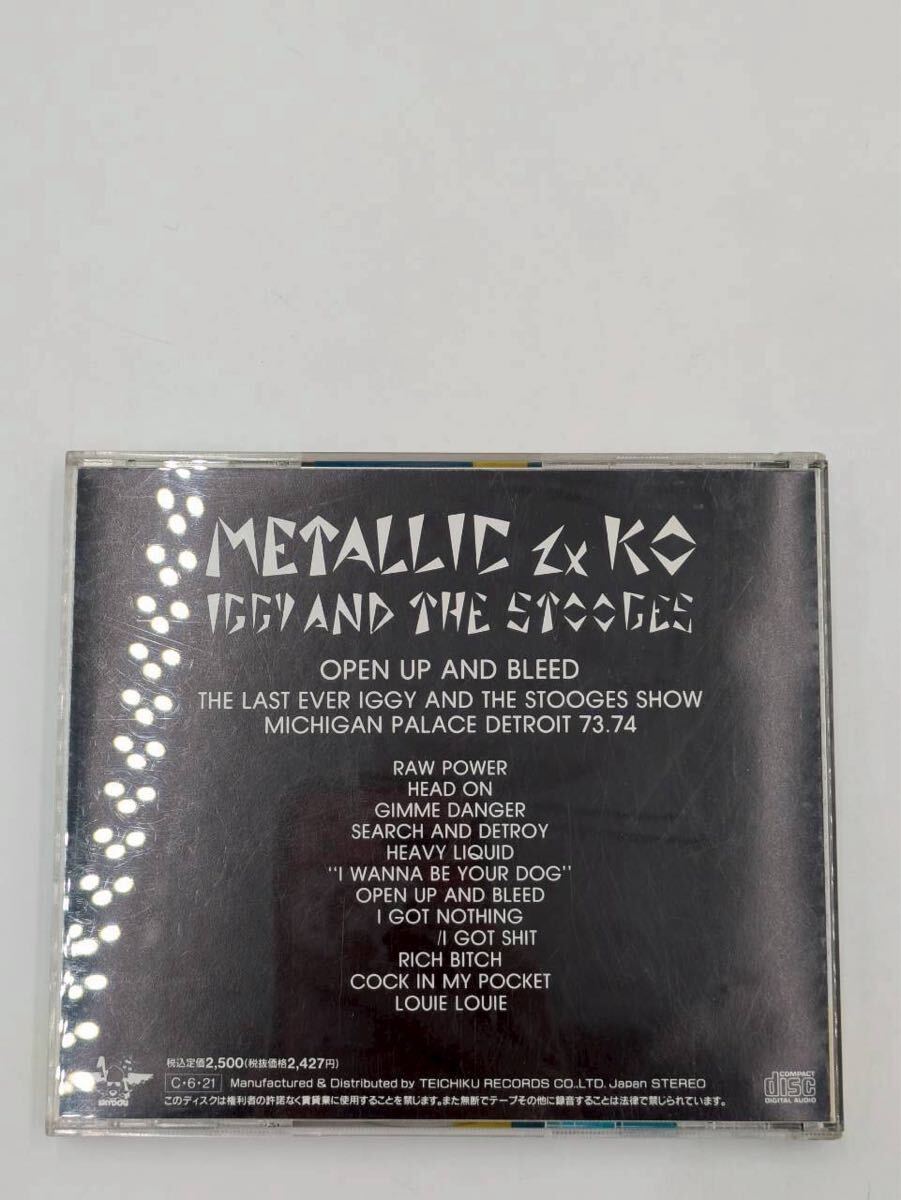 METALLIC 2x KO
IGGY AND THE STOOGES
OPEN UP AND BLEED
THE LAST EVER IGGY AND THE STOOGES SHOW
MICHIGAN PALACE DETROIT 73.74
RAW POWER
HEAD ON
GIMME DANGER
SEARCH AND DETROY
HEAVY LIQUID
"I WANNA BE YOUR DOG"
OPEN UP AND BLEED
I GOT NOTHING
/I GOT SHIT
RICH BITCH
COCK IN MY POCKET
LOUIE LOUIE
税込定価2,500(税抜価格2,427円)
C・6・21 Manufactured & Distributed by TEICHIKU RECORDS CO.,LTD. Japan STEREO
このディスクは権利者の許諾なく賃貸業に使用することを禁じます。また無断でテープその他に録音することは法律で禁じられています。
SKYDOG
COMPACT
disc
DIGITAL AUDIO